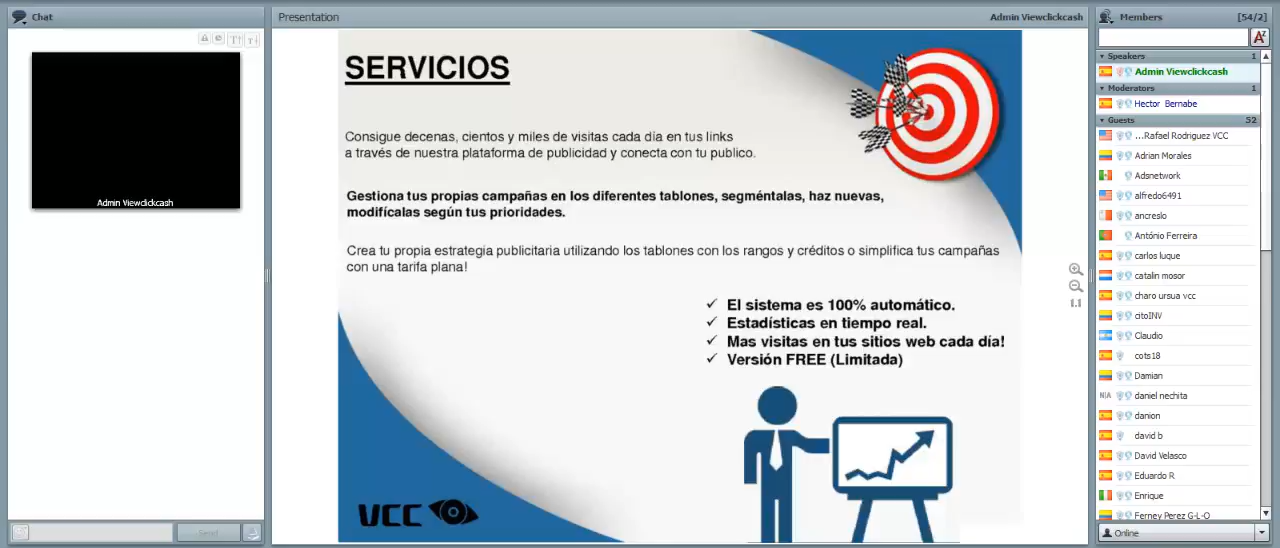 Chat
Admin Viewclickcash
Send
Presentation
Admin Viewclickcash
SERVICIOS
Consigue decenas, cientos y miles de visitas cada día en tus links
a través de nuestra plataforma de publicidad y conecta con tu publico.
Gestiona tus propias campañas en los diferentes tablones, segméntalas, haz nuevas,
modifícalas según tus prioridades.
Crea tu propia estrategia publicitaria utilizando los tablones con los rangos y créditos o simplifica tus campañas
con una tarifa plana!
✓ El sistema es 100% automático.
✓ Estadísticas en tiempo real.
✓ Mas visitas en tus sitios web cada día!
✓ Versión FREE (Limitada)
VCC
1.1
Members
[54/2]
Speakers 1
Admin Viewclickcash
Moderators 1
Hector Bernabe
Guests 52
...Rafael Rodriguez VCC
Adrian Morales
Adsnetwork
alfredo6491
ancreslo
António Ferreira
carlos luque
catalin mosor
charo ursua vcc
citoINV
Claudio
cots18
Damian
N/A daniel nechita
danion
david b
David Velasco
Eduardo R
Enrique
Ferney Perez G-L-O
Online